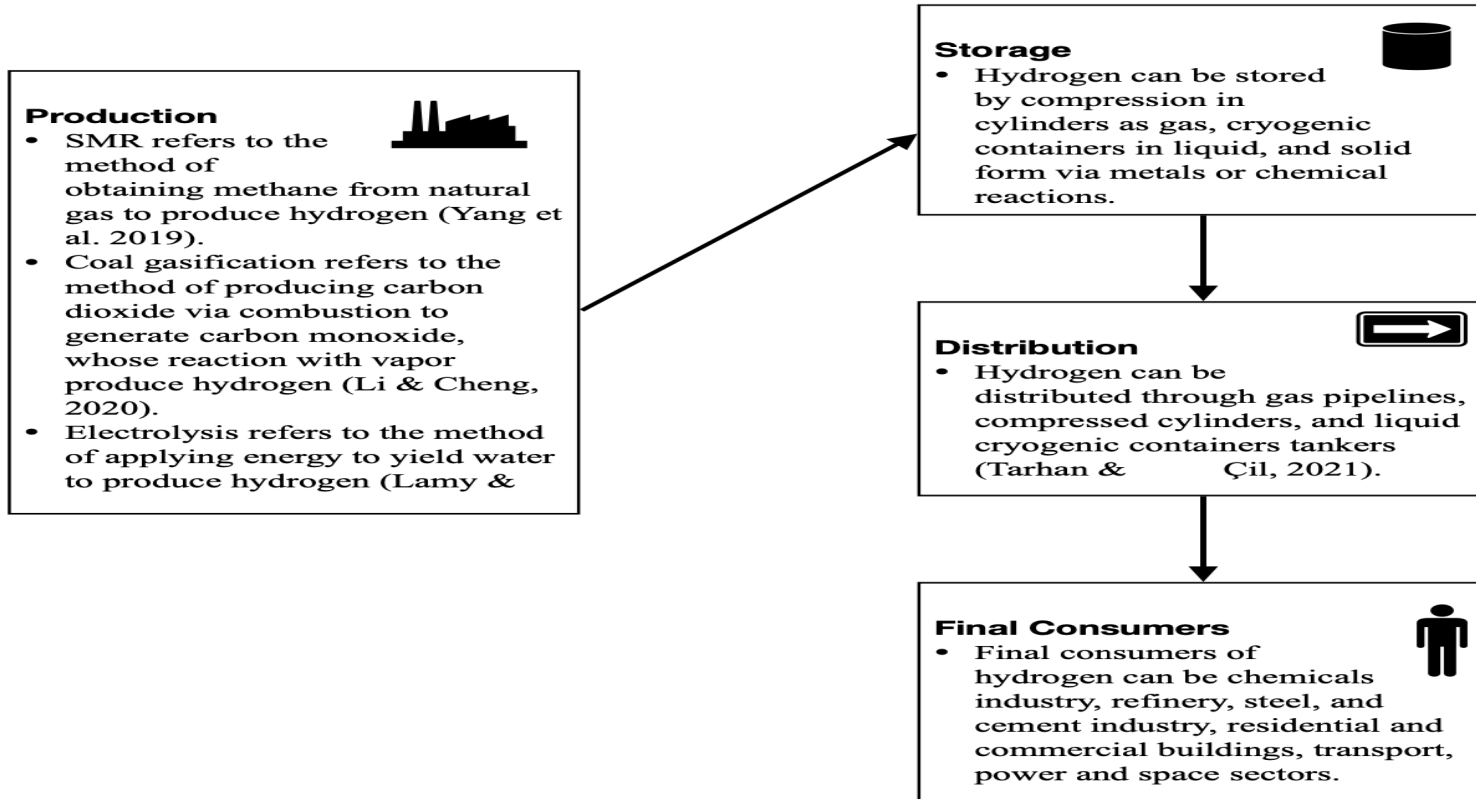 Production
• SMR refers to the
method of
obtaining methane from natural
gas to produce hydrogen (Yang et
al. 2019).
• Coal gasification refers to the
method of producing carbon
dioxide via combustion to
generate carbon monoxide,
whose reaction with vapor
produce hydrogen (Li & Cheng,
2020).
• Electrolysis refers to the method
of applying energy to yield water
to produce hydrogen (Lamy &
Storage
• Hydrogen can be stored
by compression in
cylinders as gas, cryogenic
containers in liquid, and solid
form via metals or chemical
reactions.
Distribution
• Hydrogen can be
distributed through gas pipelines,
compressed cylinders, and liquid
cryogenic containers tankers
(Tarhan & Çil, 2021).
Final Consumers
• Final consumers of
hydrogen can be chemicals
industry, refinery, steel, and
cement industry, residential and
commercial buildings, transport,
power and space sectors.